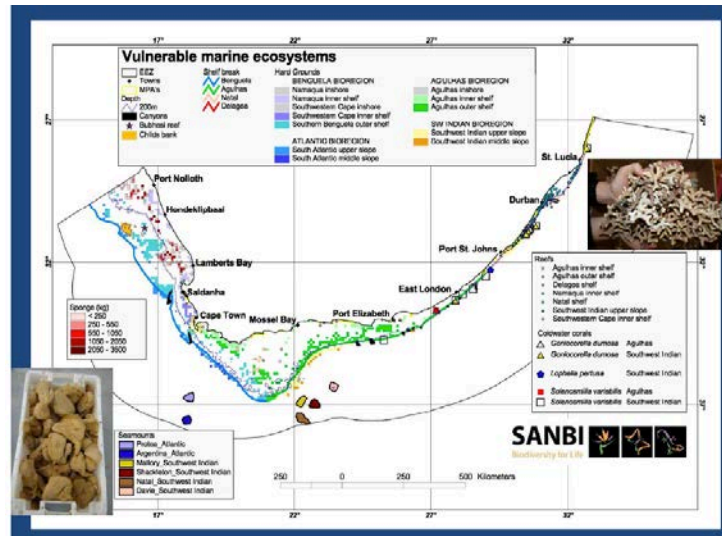 17° 22° 27° 32°
Vulnerable marine ecosystems
EEZ
Towns
MPA's
Depth
200m
Canyons
Childs bank
Shelf break
Benguela
Agulhas
Natal
Delagoa
Hard Grounds
BENGUELA BIOREGION
Namaqua inshore
Namaqua inner shelf
Southwestern Cape inshore
Southwestern Cape inner shelf
Southern Benguela outer shelf
ATLANTIC BIOREGION
South Atlantic upper slope
South Atlantic middle slope
AGULHAS BIOREGION
Agulhas inshore
Agulhas inner shelf
Agulhas outer shelf
SW INDIAN BIOREGION
Southwest Indian upper slope
Southwest Indian middle slope
27° 27°
St. Lucia
Port Nolloth
Durban
Hondeklipbaai
Port St. Johns
32°
Lamberts Bay
East London
Saldanha
Cape Town
Mossel Bay
Port Elizabeth
Sponge (kg)
< 250
250 - 550
550 - 1050
1050 - 2050
2050 - 3500
Reefs
Agulhas inner shelf
Agulhas outer shelf
Delagoa shelf
Namaqua inner shelf
Natal shelf
Southwest Indian upper slope
Southwestern Cape inner shelf
Coldwater corals
Goniocorella dumosa Agulhas
Goniocorella dumosa Southwest Indian
Lophelia pertusa Southwest Indian
Solenosmilia variabilis Agulhas
Solenosmilia variabilis Southwest Indian
Seamounts
Protea_Atlantic
Argentina_Atlantic
Mallory_Southwest Indian
Shackleton_Southwest Indian
Natal_Southwest Indian
Davie_Southwest Indian
SANBI
Biodiversity for Life
250 0 250 500 Kilometers
17° 22° 27° 32°